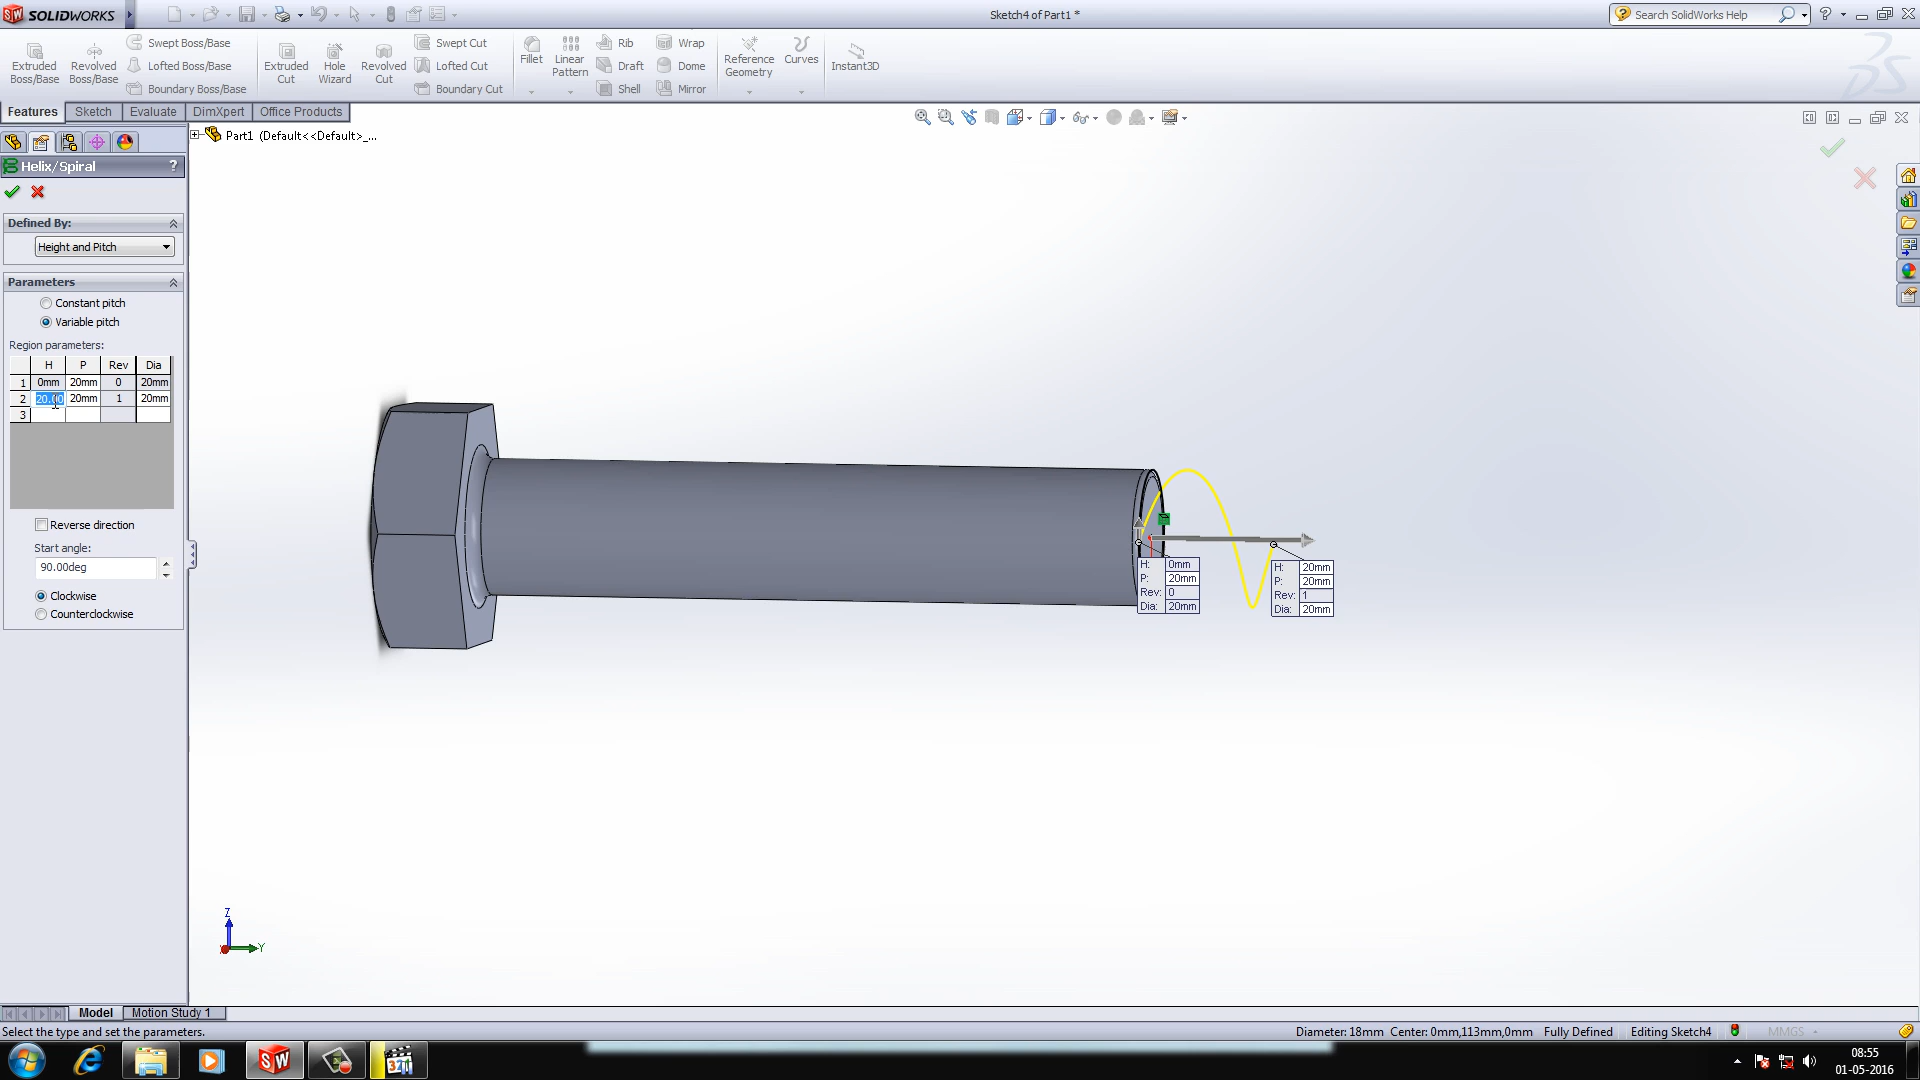 SOLIDWORKS
Sketch4 of Part1 *
Search SolidWorks Help
Extruded Boss/Base
Revolved Boss/Base
Swept Boss/Base
Lofted Boss/Base
Boundary Boss/Base
Extruded Cut
Hole Wizard
Revolved Cut
Swept Cut
Lofted Cut
Boundary Cut
Fillet
Linear Pattern
Rib
Draft
Shell
Wrap
Dome
Mirror
Reference Geometry
Curves
Instant3D
Features Sketch Evaluate DimXpert Office Products
Part1 (Default<<Default>_...
Helix/Spiral ?
Defined By:
Height and Pitch
Parameters
Constant pitch
Variable pitch
Region parameters:
H P Rev Dia
1 0mm 20mm 0 20mm
2 20.00 20mm 1 20mm
3
Reverse direction
Start angle:
90.00deg
Clockwise
Counterclockwise
H: 0mm
P: 20mm
Rev: 0
Dia: 20mm
H: 20mm
P: 20mm
Rev: 1
Dia: 20mm
Z
Y
Model Motion Study 1
Select the type and set the parameters.
Diameter: 18mm Center: 0mm,113mm,0mm Fully Defined Editing Sketch4 MMGS
08:55
01-05-2016